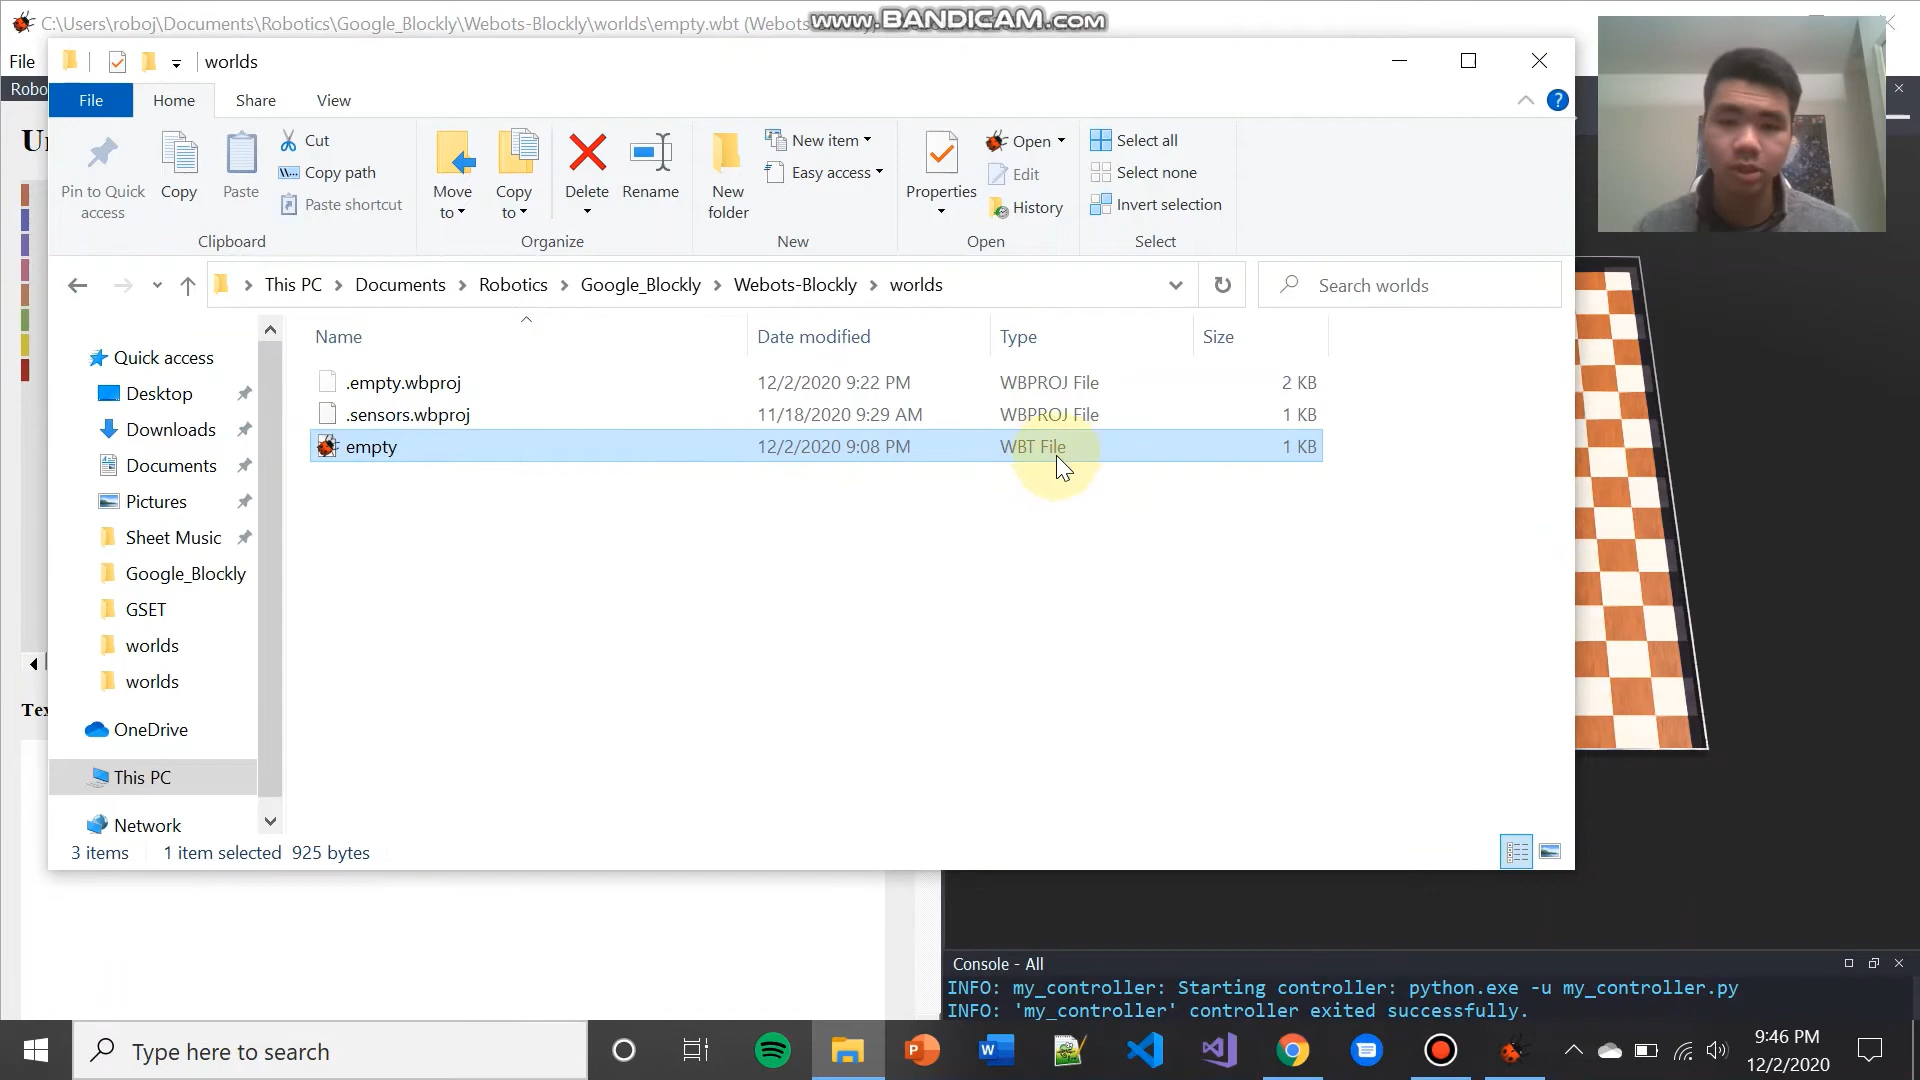 C:\Users\roboj\Documents\Robotics\Google_Blockly\Webots-Blockly\worlds\empty.wbt (Webots
www.BANDICAM.com
File
worlds
Robo
File
Home
Share
View
Un
Pin to Quick access
Copy
Paste
Cut
Copy path
Paste shortcut
Move to
Copy to
Delete
Rename
New folder
New item
Easy access
Properties
Open
Edit
History
Select all
Select none
Invert selection
Clipboard
Organize
New
Open
Select
This PC > Documents > Robotics > Google_Blockly > Webots-Blockly > worlds
Search worlds
Name
Date modified
Type
Size
.empty.wbproj 12/2/2020 9:22 PM WBPROJ File 2 KB
.sensors.wbproj 11/18/2020 9:29 AM WBPROJ File 1 KB
empty 12/2/2020 9:08 PM WBT File 1 KB
Quick access
Desktop
Downloads
Documents
Pictures
Sheet Music
Google_Blockly
GSET
worlds
worlds
OneDrive
This PC
Network
Tex
3 items 1 item selected 925 bytes
Console - All
INFO: my_controller: Starting controller: python.exe -u my_controller.py
INFO: 'my_controller' controller exited successfully.
Type here to search
9:46 PM
12/2/2020